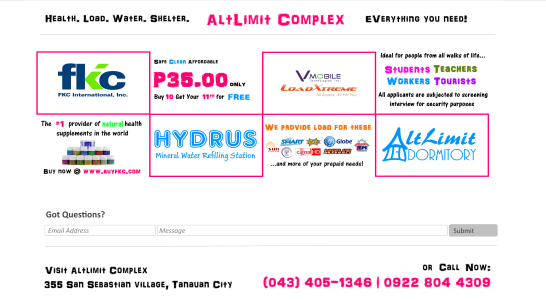 Health. Load. Water. Shelter.
AltLimit Complex
EVerything you need!
fkc
FKC International, Inc.
Safe Clean Affordable
P35.00 ONLY
Buy 10 Get Your 11th for FREE
VMOBILE
LOADXTREME
Ideal for people from all walks of life...
Students Teachers
Workers Tourists
All applicants are subjected to screening
interview for security purposes
The #1 provider of natural health
supplements in the world
Buy now @ www.buyfkc.com
HYDRUS
Mineral Water Refilling Station
We provide load for these
SMART
Globe
SUN
...and more of your prepaid needs!
AltLimit
DORMITORY
Got Questions?
Email Address
Message
Submit
Visit Altlimit Complex
355 San Sebastian Village, Tanauan City
or Call Now:
(043) 405-1346 | 0922 804 4309